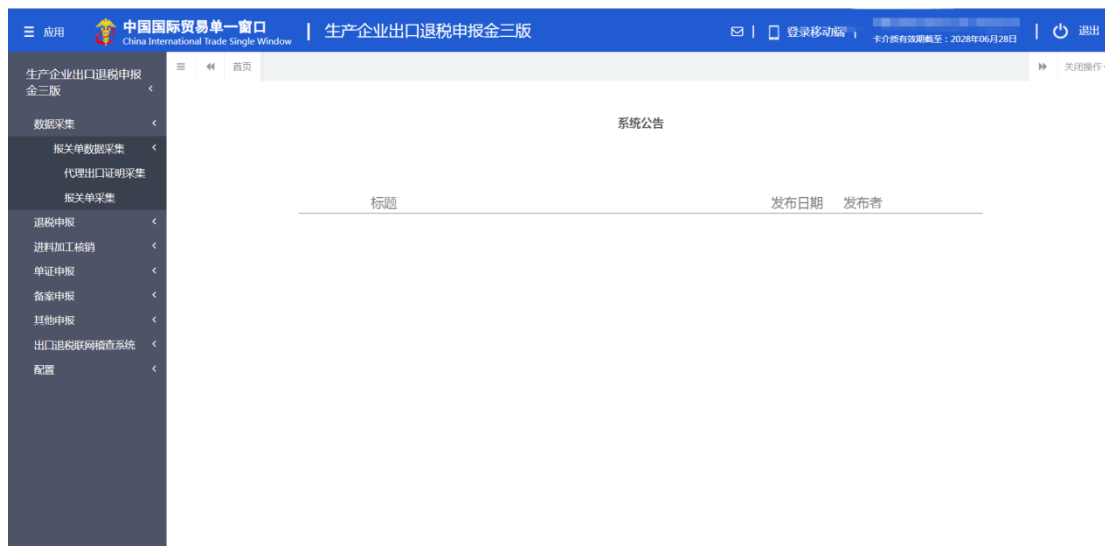 应用
中国国际贸易单一窗口
China International Trade Single Window
生产企业出口退税申报金三版
登录移动端
卡介质有效期截至：2028年06月28日
退出
生产企业出口退税申报
金三版
首页
关闭操作
数据采集
报关单数据采集
代理出口证明采集
报关单采集
退税申报
进料加工核销
单证申报
备案申报
其他申报
出口退税联网稽查系统
配置
系统公告
标题 发布日期 发布者